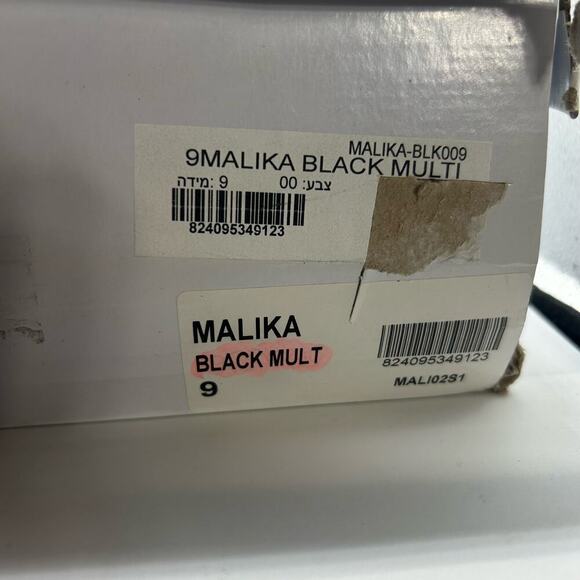 MALIKA-BLK009
9MALIKA BLACK MULTI
צבע: 00 מידה: 9
824095349123
MALIKA
BLACK MULT
9
824095349123
MALI02S1